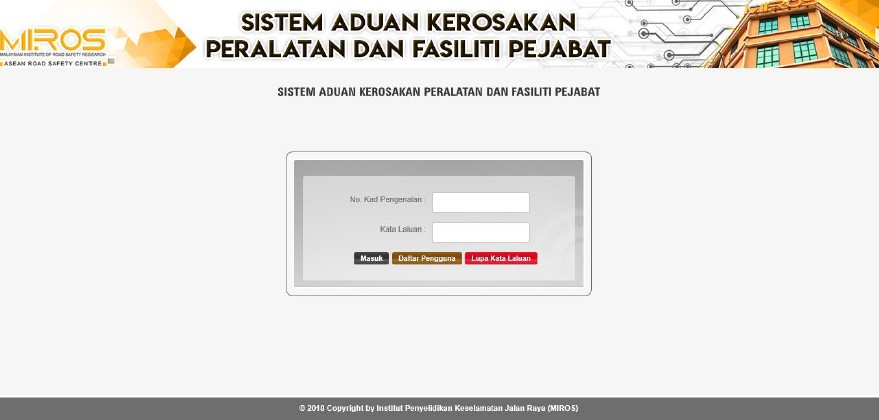 MIROS
MALAYSIAN INSTITUTE OF ROAD SAFETY RESEARCH
ASEAN ROAD SAFETY CENTRE
SISTEM ADUAN KEROSAKAN
PERALATAN DAN FASILITI PEJABAT
SISTEM ADUAN KEROSAKAN PERALATAN DAN FASILITI PEJABAT
No. Kad Pengenalan :
Kata Laluan :
Masuk Daftar Pengguna Lupa Kata Laluan
© 2018 Copyright by Institut Penyelidikan Keselamatan Jalan Raya (MIROS)